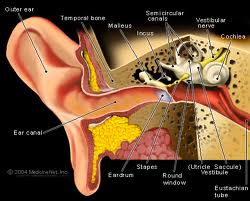 Outer ear
Temporal bone
Malleus
Incus
Semicircular
canals
Vestibular
nerve
Cochlea
Ear canal
© 2004 MedicineNet, Inc.
Eardrum
Stapes
Round
window
(Utricle Saccule)
Vestibule
Eustachian
tube